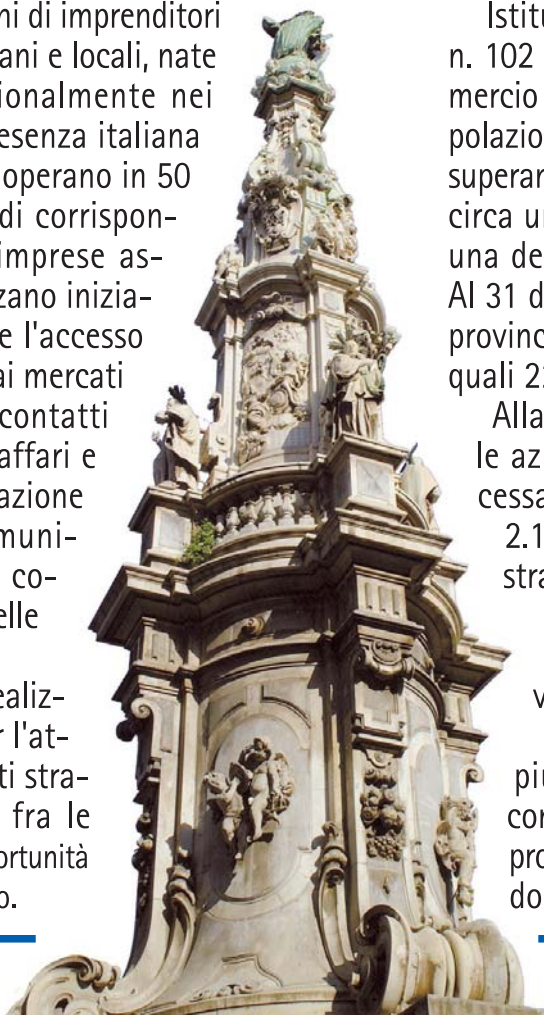 ni di imprenditori
ani e locali, nate
ionalmente nei
esenza italiana
operano in 50
di corrispon-
imprese as-
zano inizia-
e l'accesso
ai mercati
contatti
affari e
azione
muni-
co-
elle
ealiz-
r l'at-
ti stra-
fra le
ortunità
o.
Istitu
n. 102
mercio
polazio
superar
circa u
una de
Al 31 d
provinc
quali 2
Alla
le az
cessa
2.1
stra
v
piu
cor
pro
do